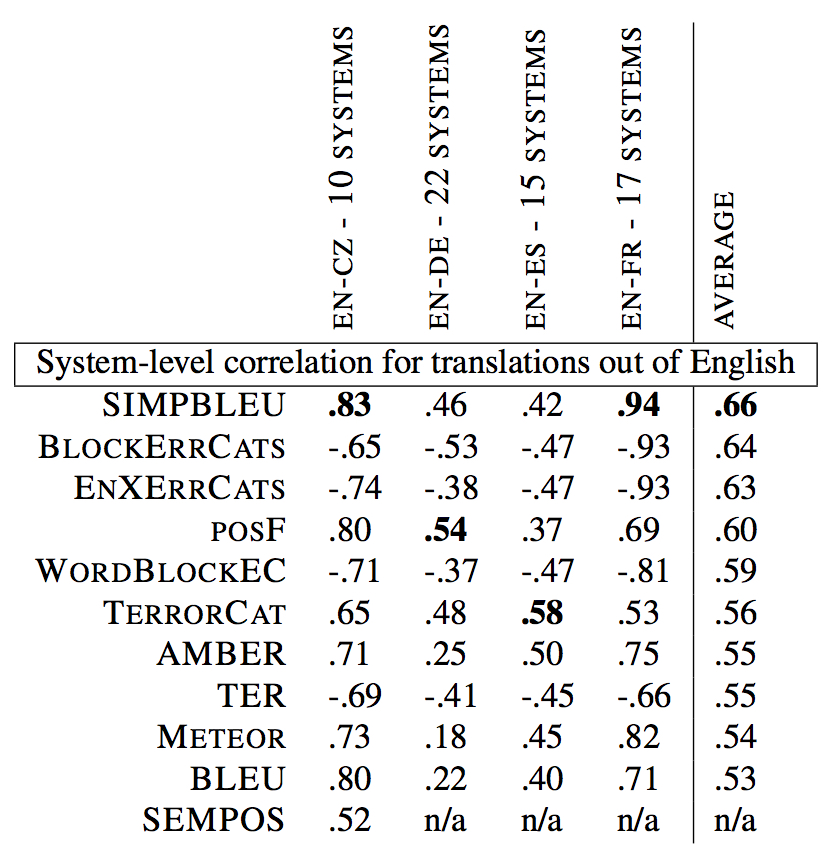 EN-CZ - 10 SYSTEMS
EN-DE - 22 SYSTEMS
EN-ES - 15 SYSTEMS
EN-FR - 17 SYSTEMS
AVERAGE
System-level correlation for translations out of English
SIMPBLEU .83 .46 .42 .94 .66
BLOCKERRCATS -.65 -.53 -.47 -.93 .64
ENXERRCATS -.74 -.38 -.47 -.93 .63
POSF .80 .54 .37 .69 .60
WORDBLOCKEC -.71 -.37 -.47 -.81 .59
TERRORCAT .65 .48 .58 .53 .56
AMBER .71 .25 .50 .75 .55
TER -.69 -.41 -.45 -.66 .55
METEOR .73 .18 .45 .82 .54
BLEU .80 .22 .40 .71 .53
SEMPOS .52 n/a n/a n/a n/a